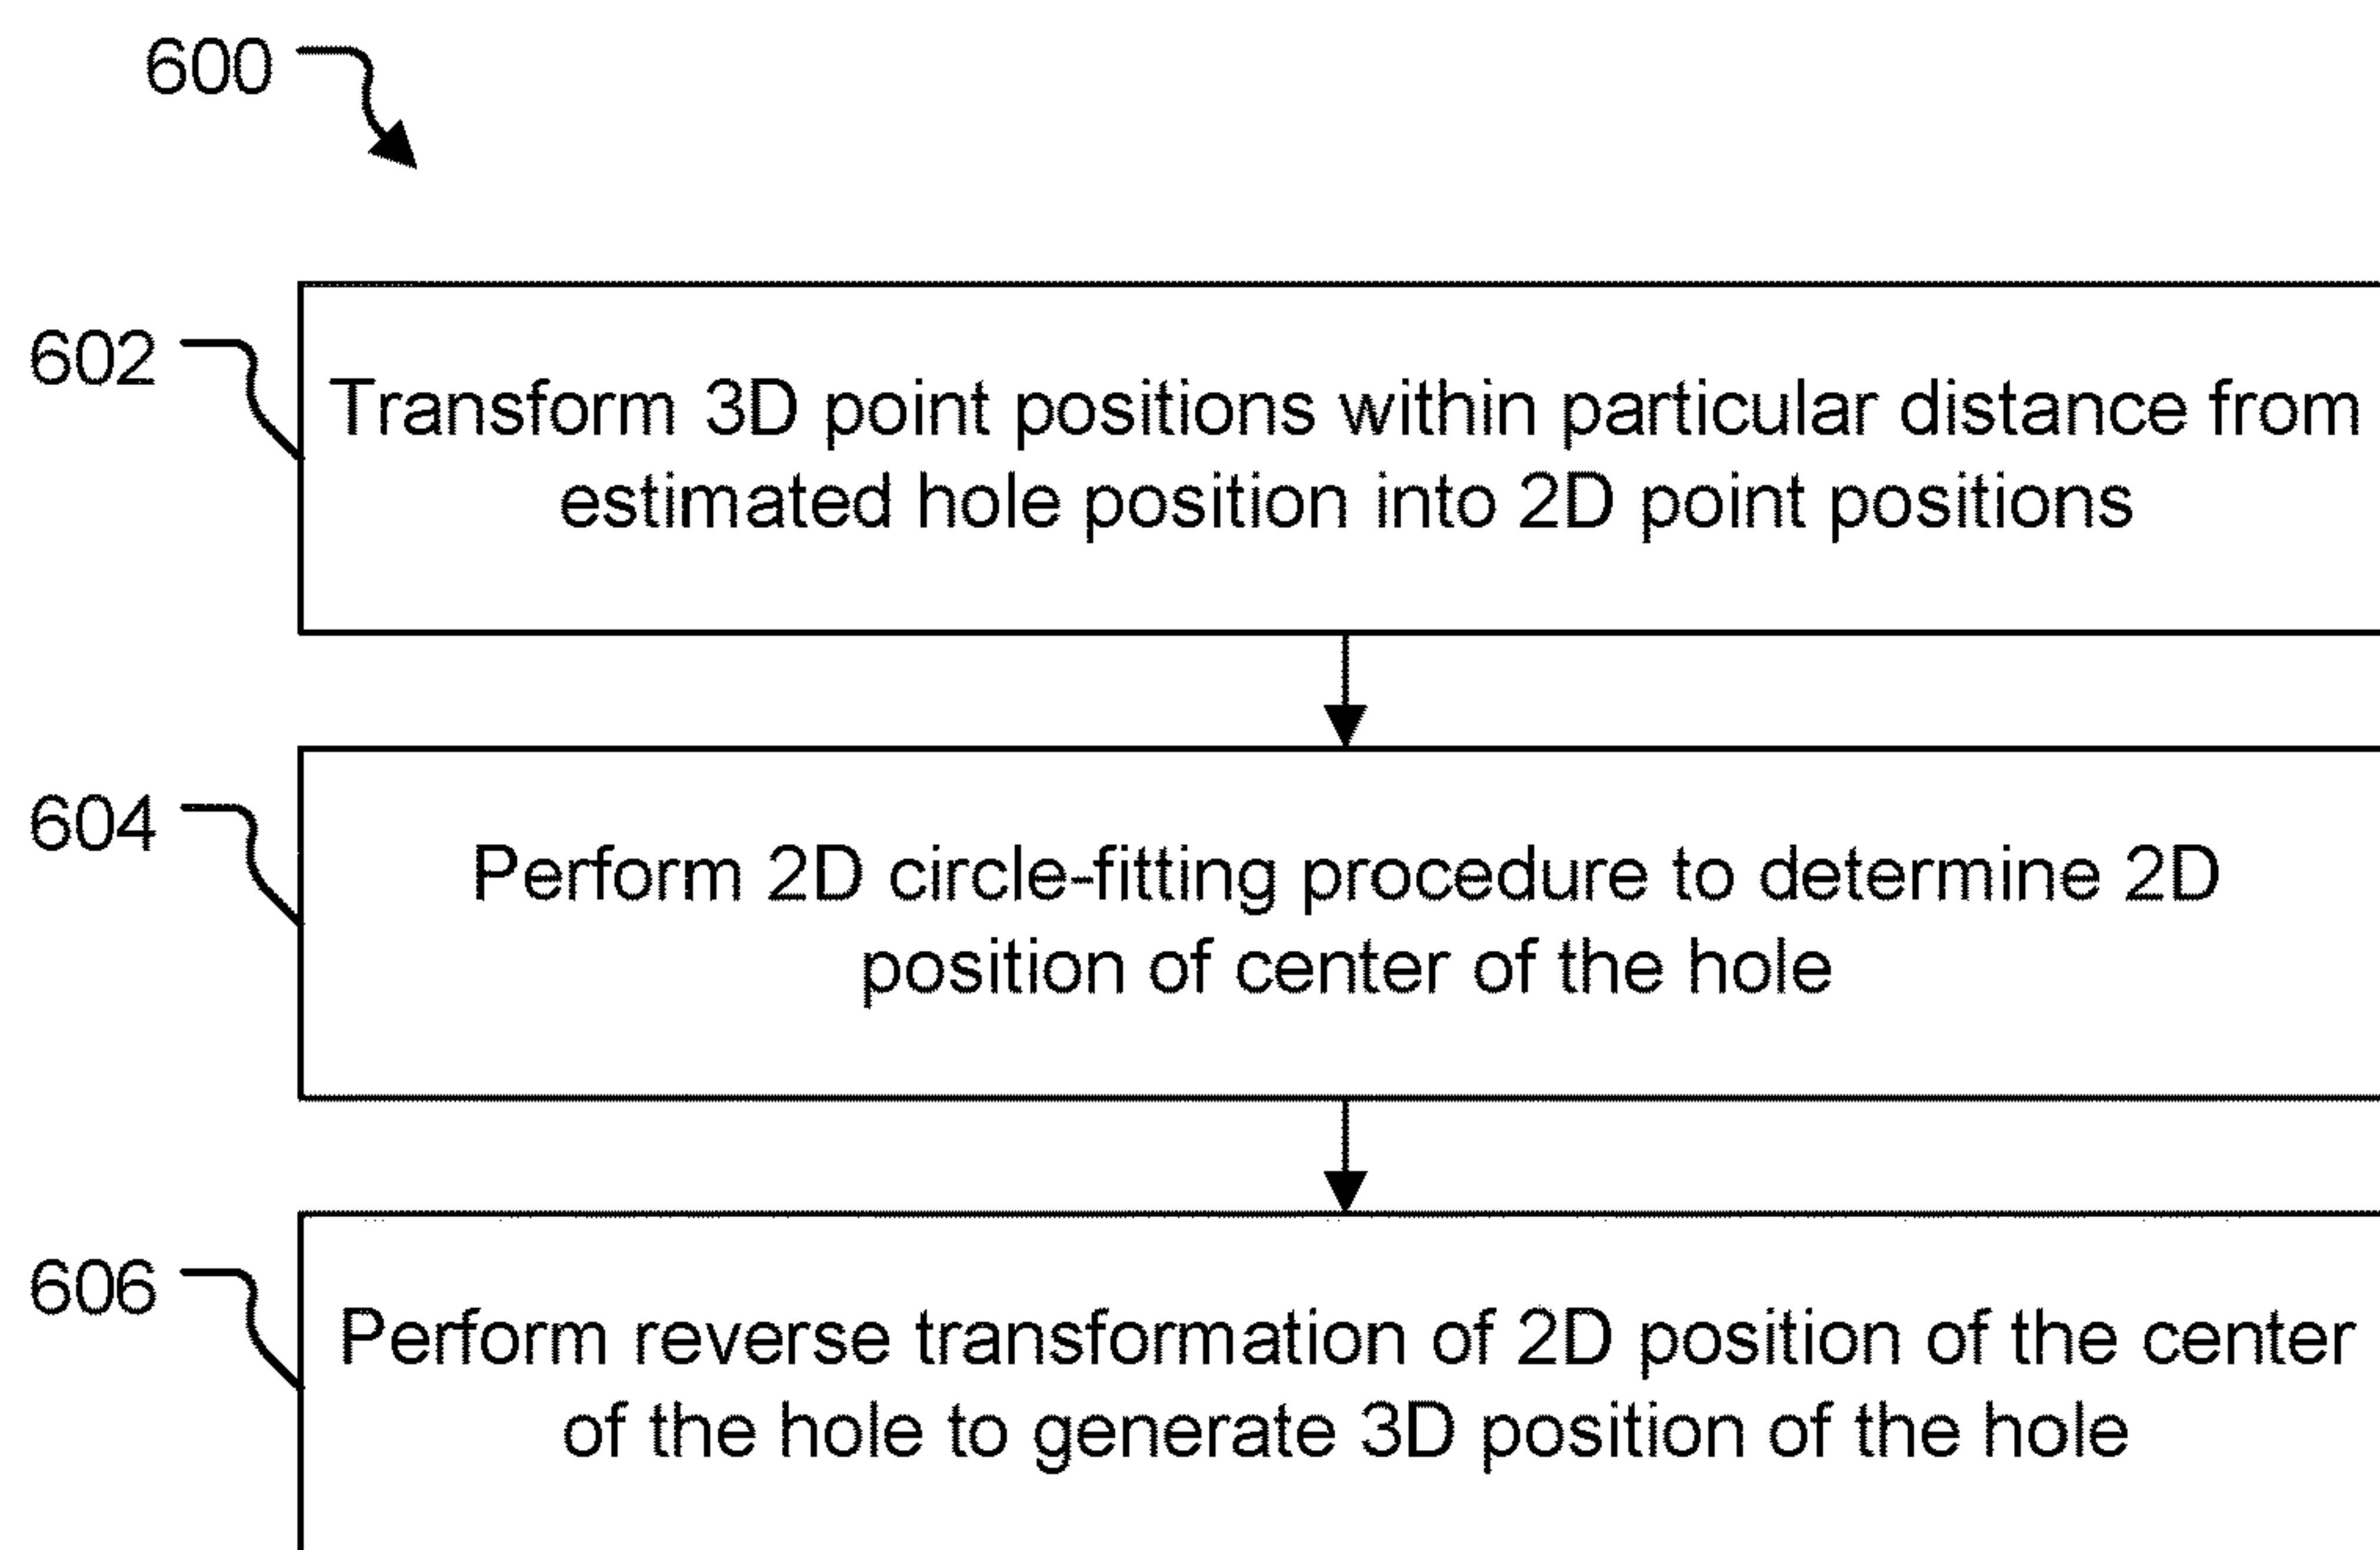 600
602
Transform 3D point positions within particular distance from
estimated hole position into 2D point positions
604
Perform 2D circle-fitting procedure to determine 2D
position of center of the hole
606
Perform reverse transformation of 2D position of the center
of the hole to generate 3D position of the hole